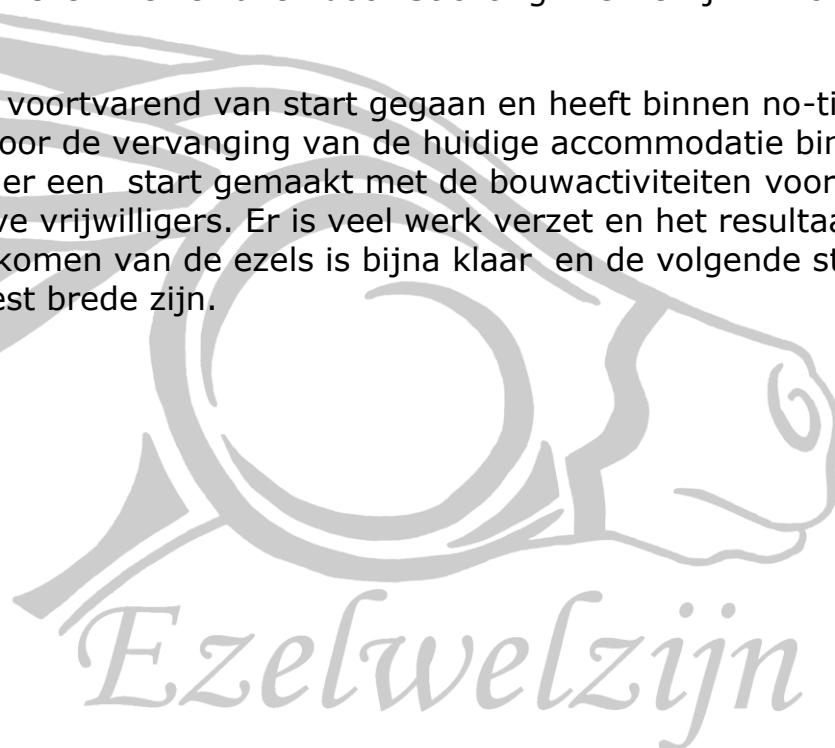 voortvarend van start gegaan en heeft binnen no-ti
oor de vervanging van de huidige accommodatie bin
er een  start gemaakt met de bouwactiviteiten voor
ve vrijwilligers. Er is veel werk verzet en het resultaa
komen van de ezels is bijna klaar  en de volgende st
est brede zijn.
Ezelwelzijn